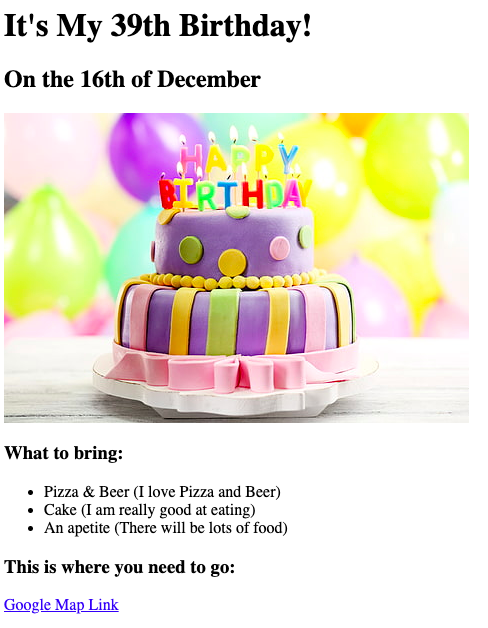 It's My 39th Birthday!
On the 16th of December
HAPPY
BIRTHDAY
What to bring:
Pizza & Beer (I love Pizza and Beer)
Cake (I am really good at eating)
An apetite (There will be lots of food)
This is where you need to go:
Google Map Link